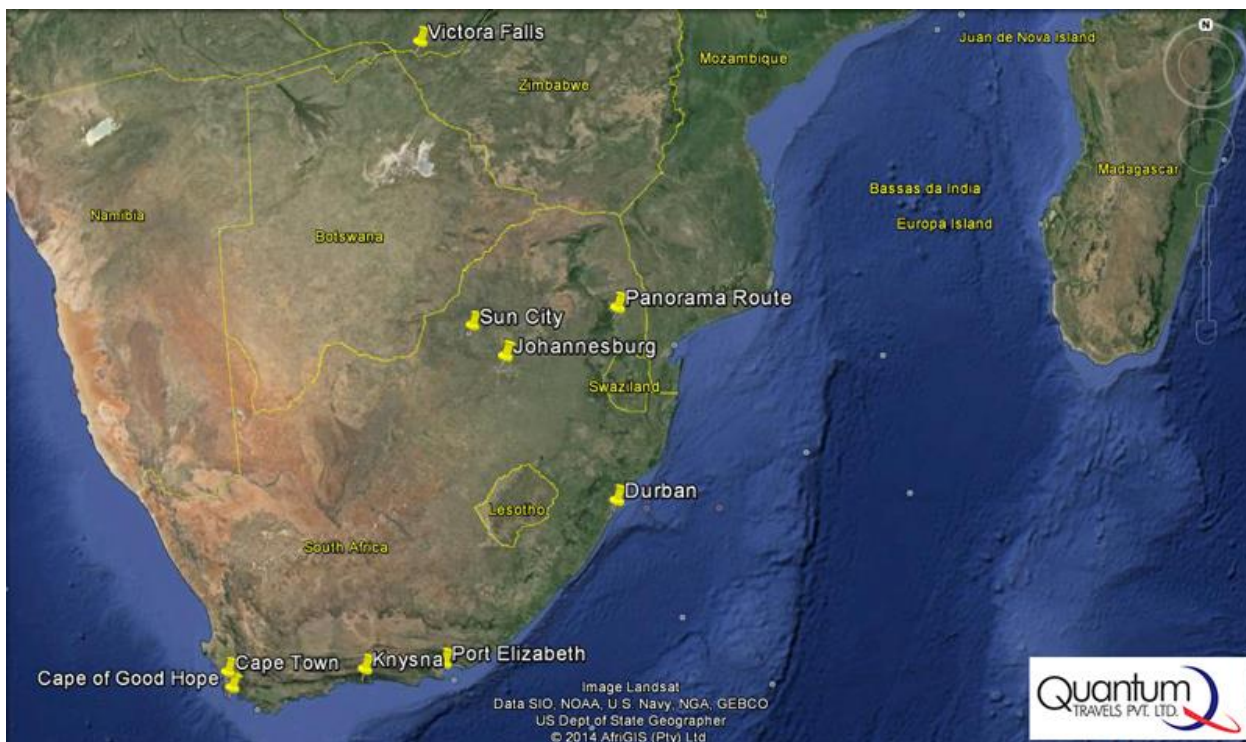 Victora Falls
N
Juan de Nova Island
Mozambique
Zimbabwe
Madagascar
Bassas da India
Namibia
Europa Island
Botswana
Panorama Route
Sun City
Johannesburg
Swaziland
Durban
Lesotho
South Africa
Port Elizabeth
Cape Town
Knysna
Cape of Good Hope
Image Landsat
Data SIO, NOAA, U.S. Navy, NGA, GEBCO
US Dept of State Geographer
© 2014 AfriGIS (Pty) Ltd
Quantum
TRAVELS PVT. LTD.